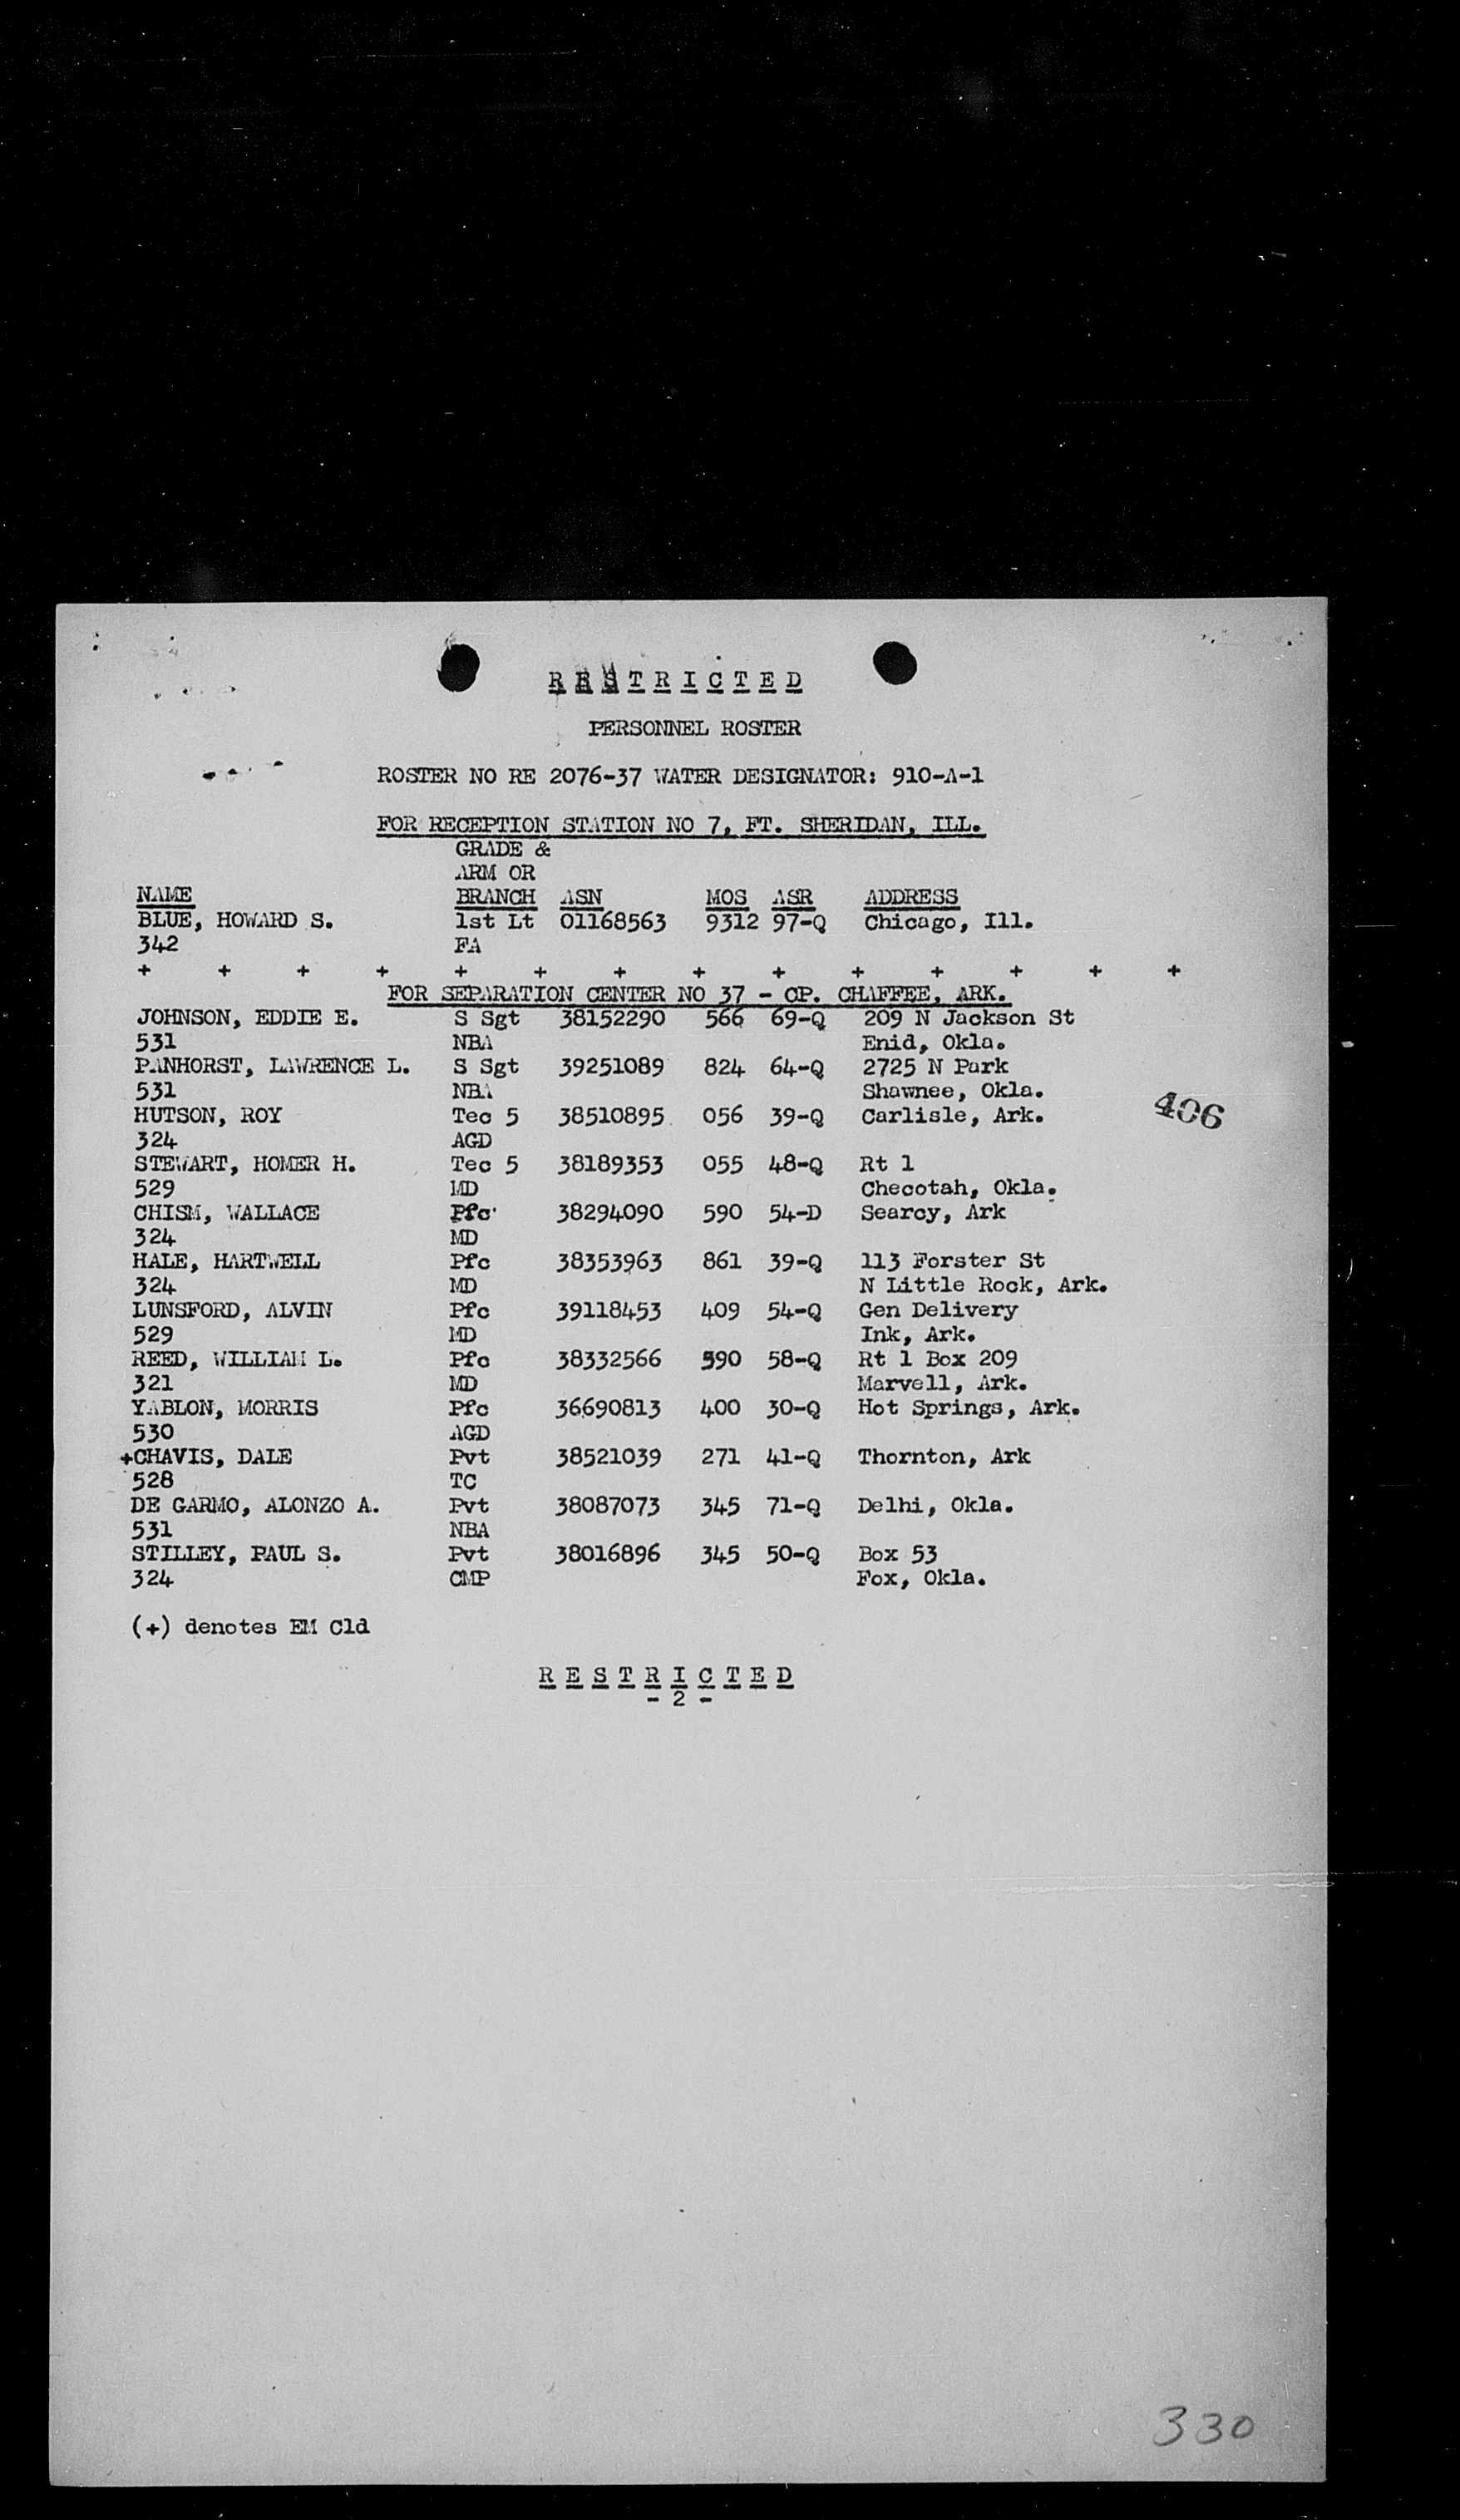 RESTRICTED
PERSONNEL ROSTER
ROSTER NO RE 2076-37 WATER DESIGNATOR: 910-A-1
FOR RECEPTION STATION NO 7, FT. SHERIDAN, ILL.
GRADE &
ARM OR
NAME BRANCH ASN MOS ASR ADDRESS
BLUE, HOWARD S. 1st Lt 01168563 9312 97-Q Chicago, Ill.
342 FA
+ + + + + + + + + + + + + +
FOR SEPARATION CENTER NO 37 - CP. CHAFFEE, ARK.
JOHNSON, EDDIE E. S Sgt 38152290 566 69-Q 209 N Jackson St
531 NBA Enid, Okla.
PANHORST, LAWRENCE L. S Sgt 39251089 824 64-Q 2725 N Park
531 NBA Shawnee, Okla.
HUTSON, ROY Tec 5 38510895 056 39-Q Carlisle, Ark.
406
324 AGD
STEWART, HOMER H. Tec 5 38189353 055 48-Q Rt 1
529 MD Checotah, Okla.
CHISM, WALLACE Pfc 38294090 590 54-D Searcy, Ark
324 MD
HALE, HARTWELL Pfc 38353963 861 39-Q 113 Forster St
324 MD N Little Rock, Ark.
LUNSFORD, ALVIN Pfc 39118453 409 54-Q Gen Delivery
529 MD Ink, Ark.
REED, WILLIAM L. Pfc 38332566 590 58-Q Rt 1 Box 209
321 MD Marvell, Ark.
YABLON, MORRIS Pfc 36690813 400 30-Q Hot Springs, Ark.
530 AGD
+CHAVIS, DALE Pvt 38521039 271 41-Q Thornton, Ark
528 TC
DE GARMO, ALONZO A. Pvt 38087073 345 71-Q Delhi, Okla.
531 NBA
STILLEY, PAUL S. Pvt 38016896 345 50-Q Box 53
324 CMP Fox, Okla.
(+) denotes EM Cld
RESTRICTED
- 2 -
330